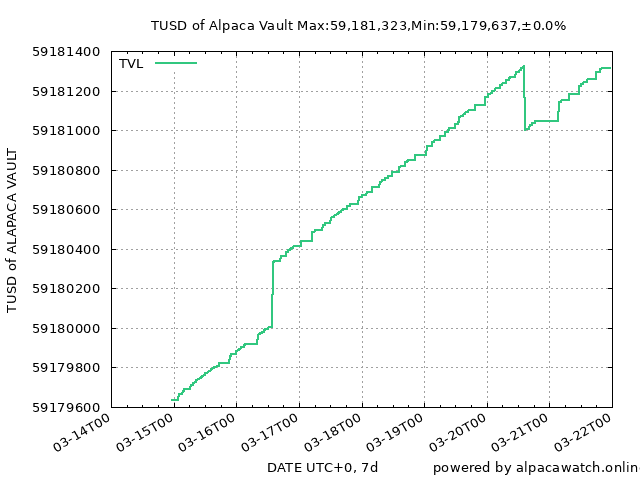 TUSD of Alpaca Vault Max:59,181,323,Min:59,179,637,±0.0%
TVL
59181400
59181200
59181000
59180800
59180600
59180400
59180200
59180000
59179800
59179600
TUSD of ALAPACA VAULT
03-14T00
03-15T00
03-16T00
03-17T00
03-18T00
03-19T00
03-20T00
03-21T00
03-22T00
DATE UTC+0, 7d
powered by alpacawatch.onlin